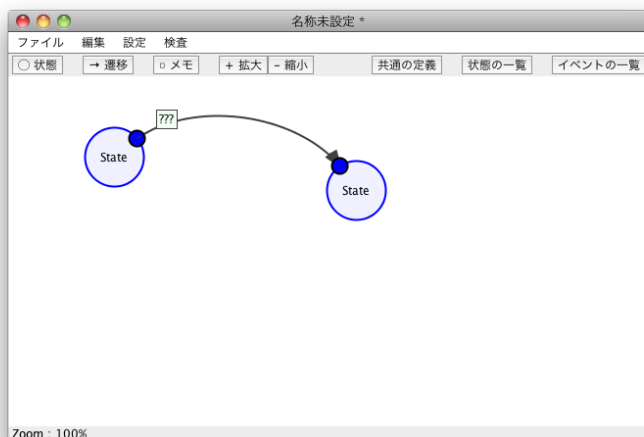 名称未設定 *
ファイル 編集 設定 検査
○ 状態 → 遷移 ▫ メモ + 拡大 - 縮小 共通の定義 状態の一覧 イベントの一覧
???
State
State
Zoom : 100%